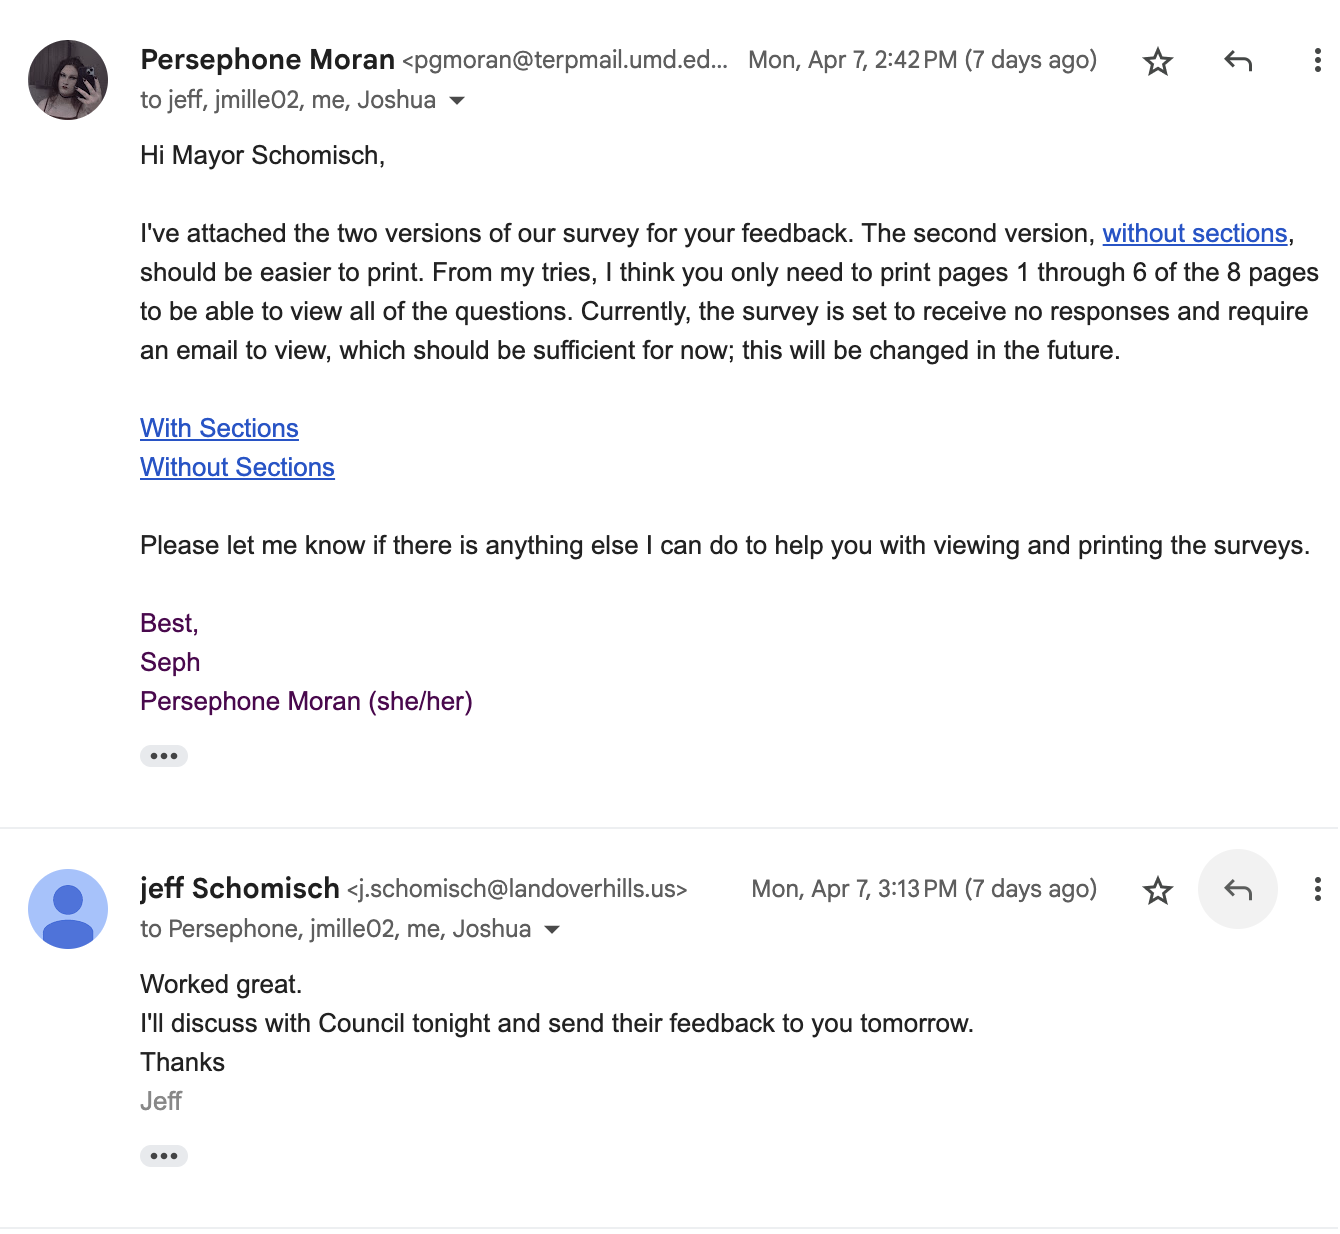 Persephone Moran <pgmoran@terpmail.umd.ed... Mon, Apr 7, 2:42 PM (7 days ago)
to jeff, jmille02, me, Joshua
Hi Mayor Schomisch,
I've attached the two versions of our survey for your feedback. The second version, without sections,
should be easier to print. From my tries, I think you only need to print pages 1 through 6 of the 8 pages
to be able to view all of the questions. Currently, the survey is set to receive no responses and require
an email to view, which should be sufficient for now; this will be changed in the future.
With Sections
Without Sections
Please let me know if there is anything else I can do to help you with viewing and printing the surveys.
Best,
Seph
Persephone Moran (she/her)
jeff Schomisch <j.schomisch@landoverhills.us> Mon, Apr 7, 3:13 PM (7 days ago)
to Persephone, jmille02, me, Joshua
Worked great.
I'll discuss with Council tonight and send their feedback to you tomorrow.
Thanks
Jeff